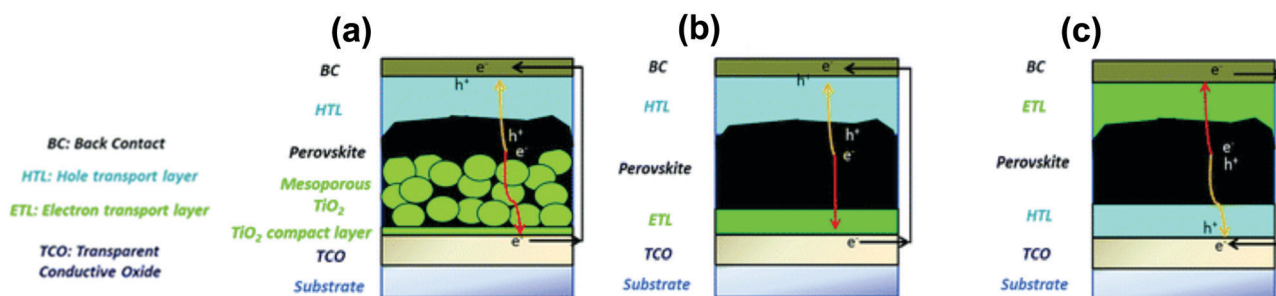 (a)
(b)
(c)
BC: Back Contact
HTL: Hole transport layer
ETL: Electron transport layer
TCO: Transparent
Conductive Oxide
BC
HTL
Perovskite
Mesoporous
TiO₂
TiO₂ compact layer
TCO
Substrate
e⁻
h⁺
h⁺
e⁻
e⁻
BC
HTL
Perovskite
ETL
TCO
Substrate
e⁻
h⁺
h⁺
e⁻
BC
ETL
Perovskite
HTL
TCO
Substrate
e⁻
e⁻
h⁺
h⁺
e⁻